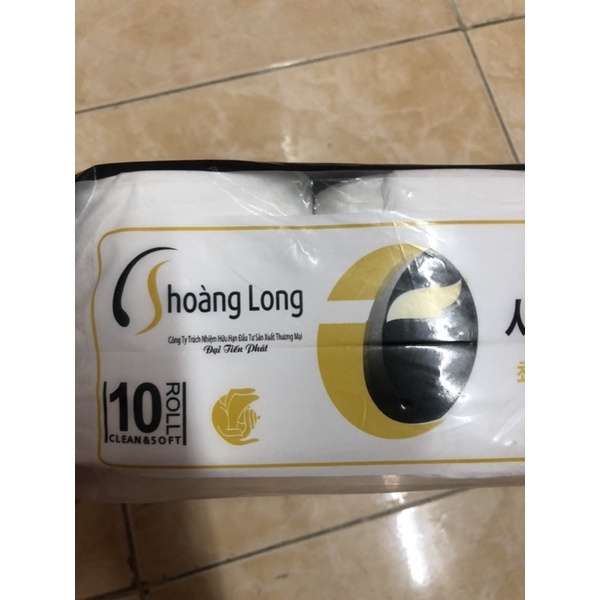 hoàng Long
Công Ty Trách Nhiệm Hữu Hạn Đầu Tư Sản Xuất Thương Mại
Đại Tiến Phát
10
ROLL
CLEAN & SOFT